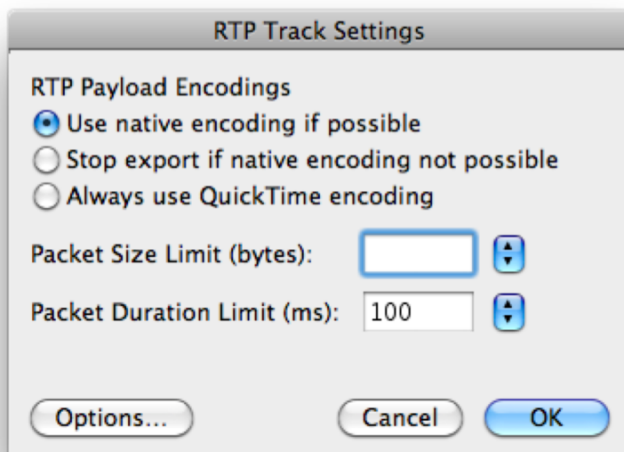 RTP Track Settings
RTP Payload Encodings
Use native encoding if possible
Stop export if native encoding not possible
Always use QuickTime encoding
Packet Size Limit (bytes):
Packet Duration Limit (ms): 100
Options... Cancel OK